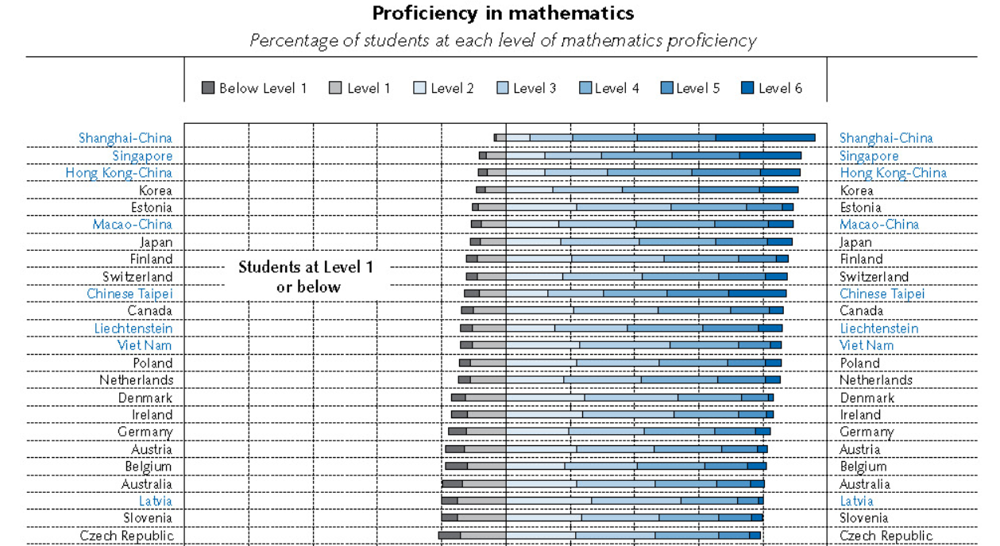 Proficiency in mathematics
Percentage of students at each level of mathematics proficiency
Below Level 1 Level 1 Level 2 Level 3 Level 4 Level 5 Level 6
Shanghai-China Shanghai-China
Singapore Singapore
Hong Kong-China Hong Kong-China
Korea Korea
Estonia Estonia
Macao-China Macao-China
Japan Japan
Finland Finland
Students at Level 1
or below
Switzerland Switzerland
Chinese Taipei Chinese Taipei
Canada Canada
Liechtenstein Liechtenstein
Viet Nam Viet Nam
Poland Poland
Netherlands Netherlands
Denmark Denmark
Ireland Ireland
Germany Germany
Austria Austria
Belgium Belgium
Australia Australia
Latvia Latvia
Slovenia Slovenia
Czech Republic Czech Republic